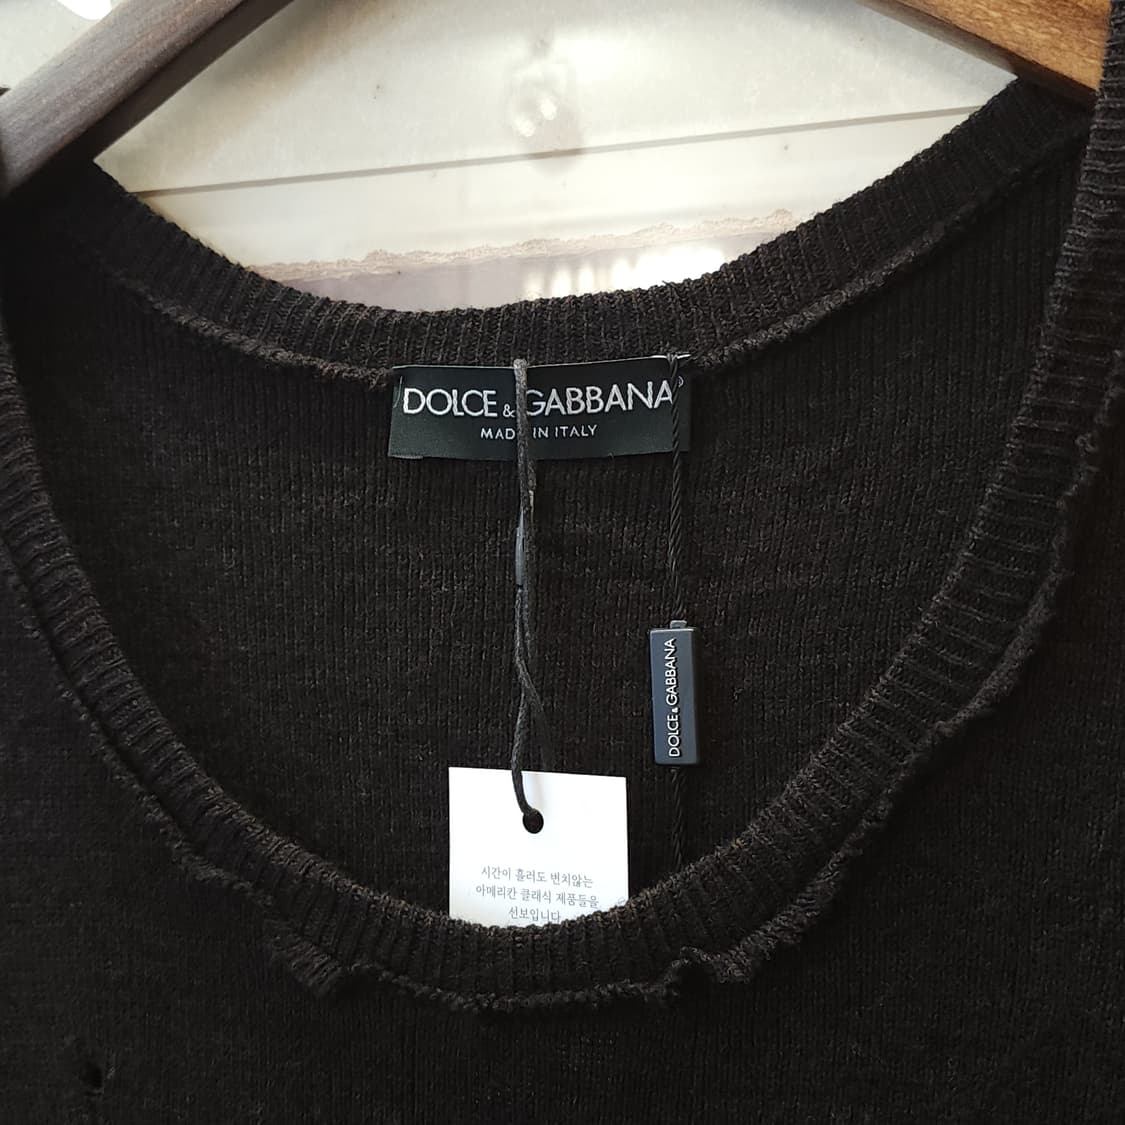 DOLCE & GABBANA®
MADE IN ITALY
DOLCE & GABBANA
시간이 흘러도 변치않는
아메리칸 클래식 제품들을
선보입니다.